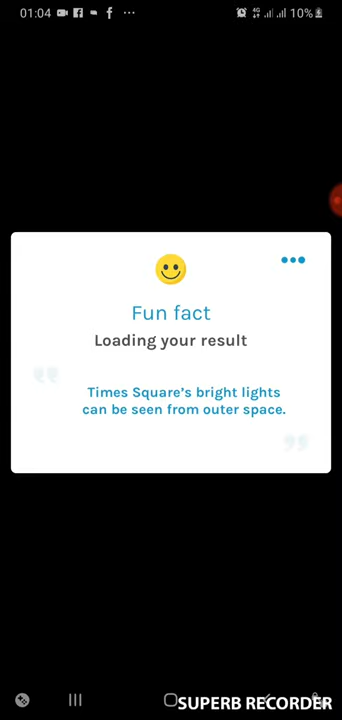 01:04
4G
10%
Fun fact
Loading your result
Times Square's bright lights
can be seen from outer space.
SUPERB RECORDER